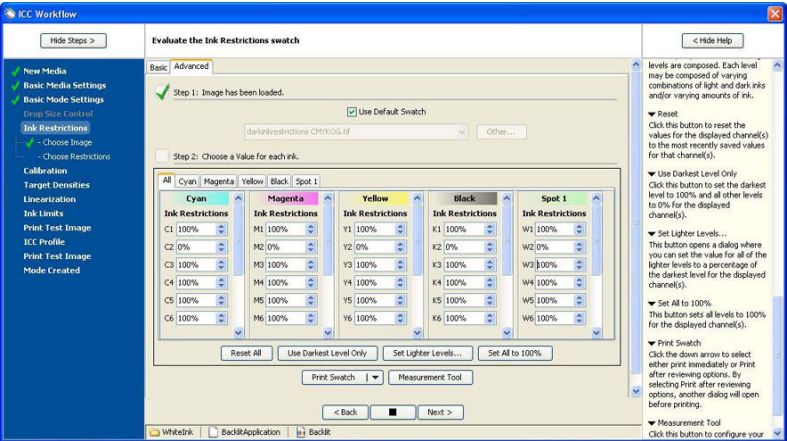 ICC Workflow
Hide Steps >
Evaluate the Ink Restrictions swatch
< Hide Help
New Media
Basic Media Settings
Basic Mode Settings
Drop Size Control
Ink Restrictions
- Choose Image
- Choose Restrictions
Calibration
Target Densities
Linearization
Ink Limits
Print Test Image
ICC Profile
Print Test Image
Mode Created
Basic Advanced
Step 1: Image has been loaded.
Use Default Swatch
darkinkrestrictions CMYKOG.tif Other...
Step 2: Choose a Value for each ink.
All Cyan Magenta Yellow Black Spot 1
Cyan Magenta Yellow Black Spot 1
Ink Restrictions Ink Restrictions Ink Restrictions Ink Restrictions Ink Restrictions
C1 100% M1 100% Y1 100% K1 100% W1 100%
C2 0% M2 0% Y2 0% K2 0% W2 0%
C3 100% M3 100% Y3 100% K3 100% W3 100%
C4 100% M4 100% Y4 100% K4 100% W4 100%
C5 100% M5 100% Y5 100% K5 100% W5 100%
C6 100% M6 100% Y6 100% K6 100% W6 100%
Reset All Use Darkest Level Only Set Lighter Levels... Set All to 100%
Print Swatch Measurement Tool
< Back Next >
WhiteInk BacklitApplication Backlit
levels are composed. Each level
may be composed of varying
combinations of light and dark inks
and/or varying amounts of ink.
Reset
Click this button to reset the
values for the displayed channel(s)
to the most recently saved values
for that channel(s).
Use Darkest Level Only
Click this button to set the darkest
level to 100% and all other levels
to 0% for the displayed
channel(s).
Set Lighter Levels...
This button opens a dialog where
you can set the value for all of the
lighter levels to a percentage of
the darkest level for the displayed
channel(s).
Set All to 100%
This button sets all levels to 100%
for the displayed channel(s).
Print Swatch
Click the down arrow to select
either print immediately or Print
after reviewing options. By
selecting Print after reviewing
options, another dialog will open
before printing.
Measurement Tool
Click this button to configure your